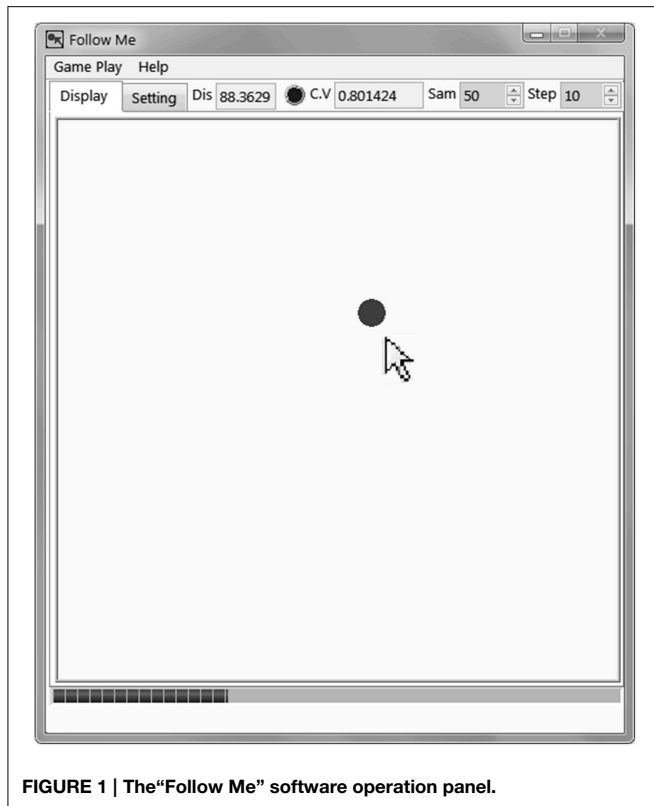 Follow Me
Game Play Help
Display Setting Dis 88.3629 C.V 0.801424 Sam 50 Step 10
FIGURE 1 | The“Follow Me” software operation panel.